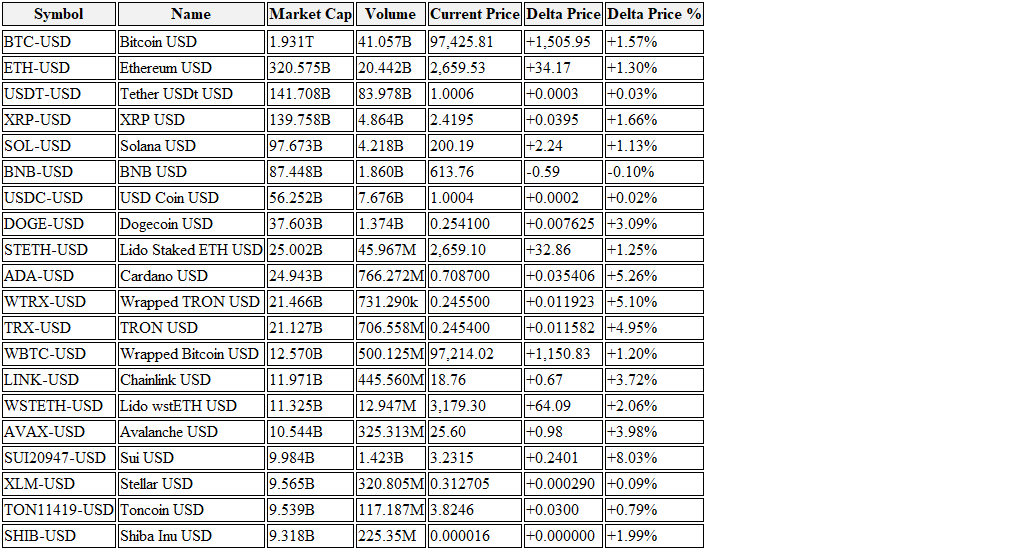 Symbol Name Market Cap Volume Current Price Delta Price Delta Price %
BTC-USD Bitcoin USD 1.931T 41.057B 97,425.81 +1,505.95 +1.57%
ETH-USD Ethereum USD 320.575B 20.442B 2,659.53 +34.17 +1.30%
USDT-USD Tether USDt USD 141.708B 83.978B 1.0006 +0.0003 +0.03%
XRP-USD XRP USD 139.758B 4.864B 2.4195 +0.0395 +1.66%
SOL-USD Solana USD 97.673B 4.218B 200.19 +2.24 +1.13%
BNB-USD BNB USD 87.448B 1.860B 613.76 -0.59 -0.10%
USDC-USD USD Coin USD 56.252B 7.676B 1.0004 +0.0002 +0.02%
DOGE-USD Dogecoin USD 37.603B 1.374B 0.254100 +0.007625 +3.09%
STETH-USD Lido Staked ETH USD 25.002B 45.967M 2,659.10 +32.86 +1.25%
ADA-USD Cardano USD 24.943B 766.272M 0.708700 +0.035406 +5.26%
WTRX-USD Wrapped TRON USD 21.466B 731.290k 0.245500 +0.011923 +5.10%
TRX-USD TRON USD 21.127B 706.558M 0.245400 +0.011582 +4.95%
WBTC-USD Wrapped Bitcoin USD 12.570B 500.125M 97,214.02 +1,150.83 +1.20%
LINK-USD Chainlink USD 11.971B 445.560M 18.76 +0.67 +3.72%
WSTETH-USD Lido wstETH USD 11.325B 12.947M 3,179.30 +64.09 +2.06%
AVAX-USD Avalanche USD 10.544B 325.313M 25.60 +0.98 +3.98%
SUI20947-USD Sui USD 9.984B 1.423B 3.2315 +0.2401 +8.03%
XLM-USD Stellar USD 9.565B 320.805M 0.312705 +0.000290 +0.09%
TON11419-USD Toncoin USD 9.539B 117.187M 3.8246 +0.0300 +0.79%
SHIB-USD Shiba Inu USD 9.318B 225.35M 0.000016 +0.000000 +1.99%